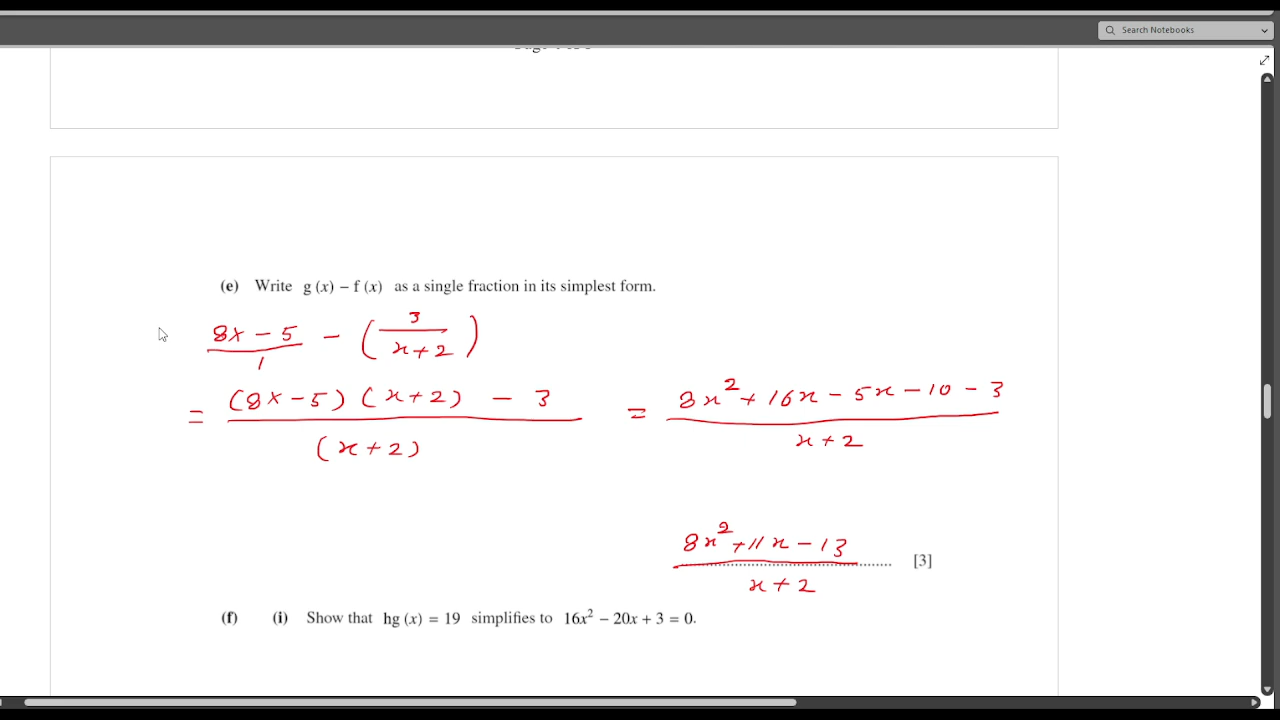 Search Notebooks
(e) Write g (x) – f (x) as a single fraction in its simplest form.
(8x – 5)/1 – (3/(x + 2))
= ((8x – 5)(x + 2) – 3)/(x + 2)
= (8x² + 16x – 5x – 10 – 3)/(x + 2)
(8x² + 11x – 13)/(x + 2) [3]
(f) (i) Show that hg (x) = 19 simplifies to 16x² – 20x + 3 = 0.